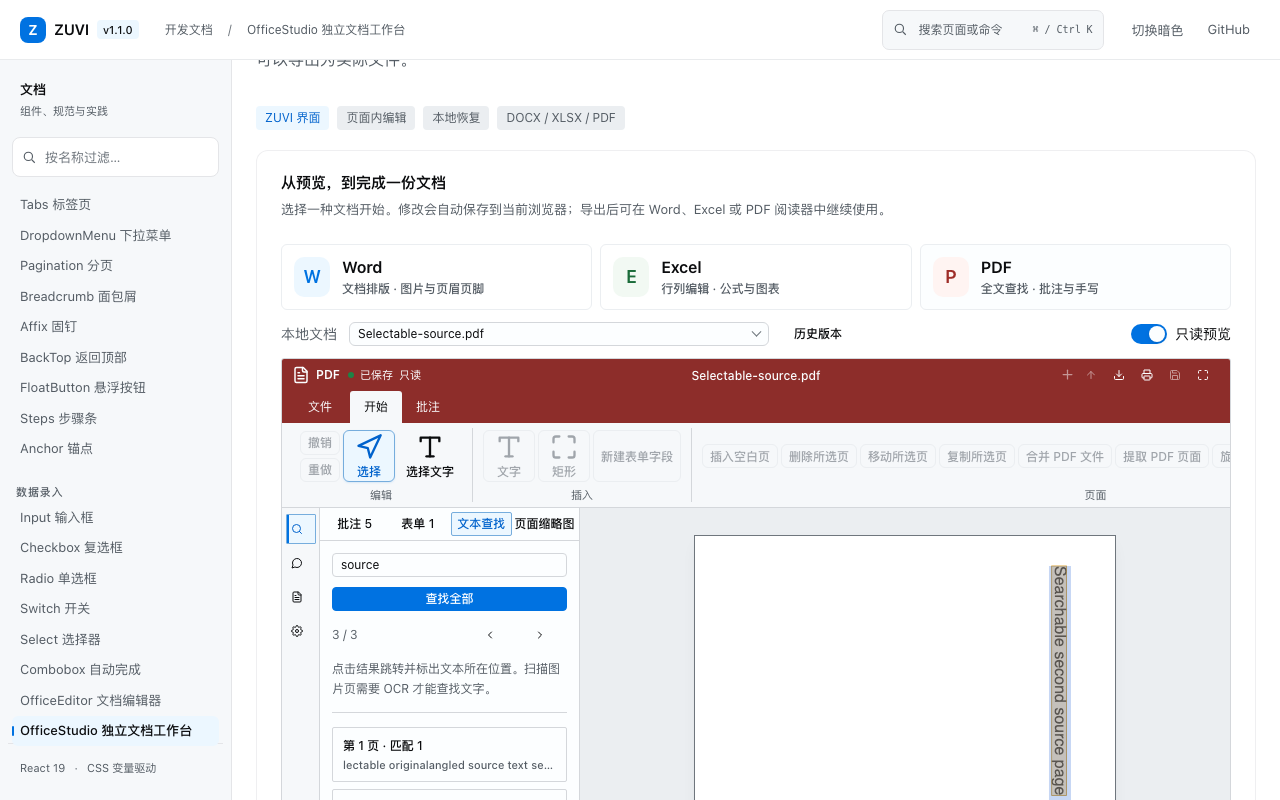 Z ZUVI v1.1.0 开发文档 / OfficeStudio 独立文档工作台 搜索页面或命令 ⌘ / Ctrl K 切换暗色 GitHub
文档
组件、规范与实践
按名称过滤...
Tabs 标签页
DropdownMenu 下拉菜单
Pagination 分页
Breadcrumb 面包屑
Affix 固钉
BackTop 返回顶部
FloatButton 悬浮按钮
Steps 步骤条
Anchor 锚点
数据录入
Input 输入框
Checkbox 复选框
Radio 单选框
Switch 开关
Select 选择器
Combobox 自动完成
OfficeEditor 文档编辑器
OfficeStudio 独立文档工作台
React 19 · CSS 变量驱动
可以导出为实际文件。
ZUVI 界面 页面内编辑 本地恢复 DOCX / XLSX / PDF
从预览，到完成一份文档
选择一种文档开始。修改会自动保存到当前浏览器；导出后可在 Word、Excel 或 PDF 阅读器中继续使用。
W Word
文档排版 · 图片与页眉页脚
E Excel
行列编辑 · 公式与图表
P PDF
全文查找 · 批注与手写
本地文档 Selectable-source.pdf 历史版本 只读预览
PDF 已保存 只读 Selectable-source.pdf
文件 开始 批注
撤销 重做 选择 选择文字 文字 矩形 新建表单字段 插入空白页 删除所选页 移动所选页 复制所选页 合并 PDF 文件 提取 PDF 页面
编辑 插入 页面
批注 5 表单 1 文本查找 页面缩略图
source
查找全部
3 / 3
点击结果跳转并标出文本所在位置。扫描图
片页需要 OCR 才能查找文字。
第 1 页 · 匹配 1
lectable originalangled source text se...
Searchable second source page